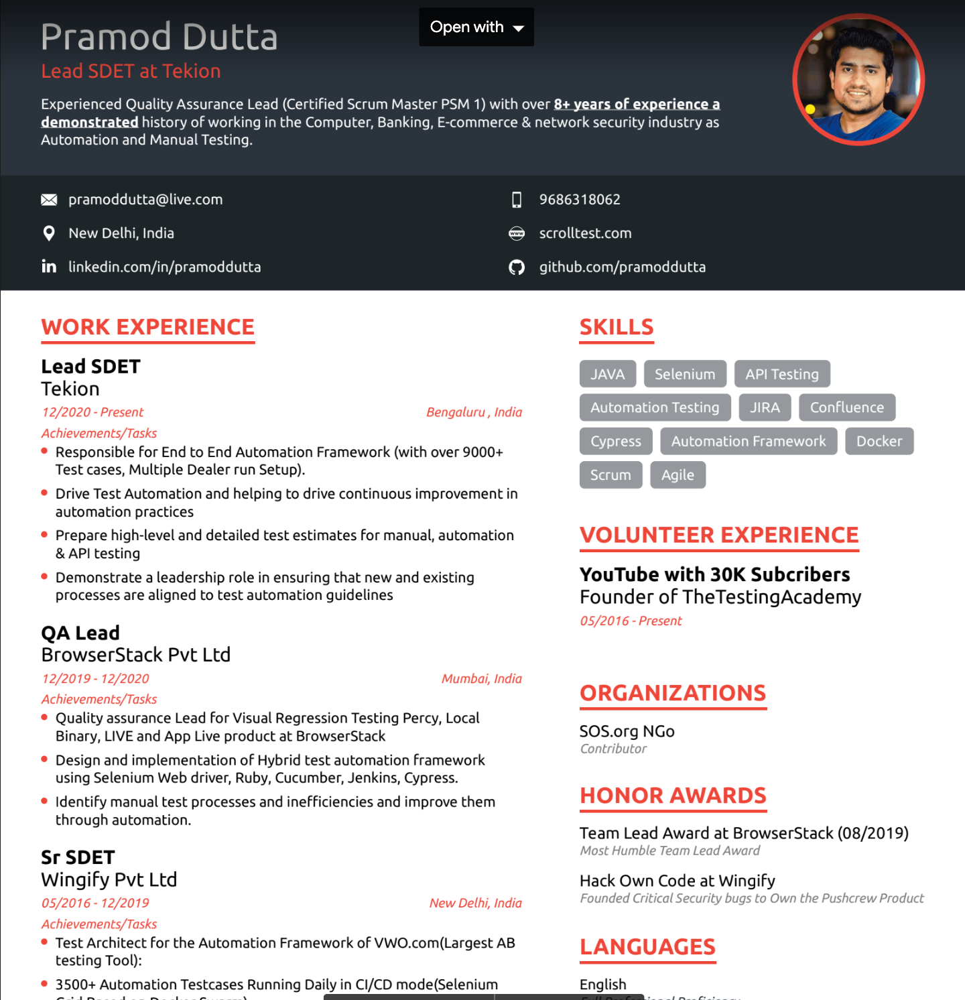 Open with
Pramod Dutta
Lead SDET at Tekion
Experienced Quality Assurance Lead (Certified Scrum Master PSM 1) with over 8+ years of experience a
demonstrated history of working in the Computer, Banking, E-commerce & network security industry as
Automation and Manual Testing.
pramoddutta@live.com
9686318062
New Delhi, India
www
scrolltest.com
in
linkedin.com/in/pramoddutta
github.com/pramoddutta
WORK EXPERIENCE
Lead SDET
Tekion
12/2020 - Present
Bengaluru , India
Achievements/Tasks
Responsible for End to End Automation Framework (with over 9000+
Test cases, Multiple Dealer run Setup).
Drive Test Automation and helping to drive continuous improvement in
automation practices
Prepare high-level and detailed test estimates for manual, automation
& API testing
Demonstrate a leadership role in ensuring that new and existing
processes are aligned to test automation guidelines
QA Lead
BrowserStack Pvt Ltd
12/2019 - 12/2020
Mumbai, India
Achievements/Tasks
Quality assurance Lead for Visual Regression Testing Percy, Local
Binary, LIVE and App Live product at BrowserStack
Design and implementation of Hybrid test automation framework
using Selenium Web driver, Ruby, Cucumber, Jenkins, Cypress.
Identify manual test processes and inefficiencies and improve them
through automation.
Sr SDET
Wingify Pvt Ltd
05/2016 - 12/2019
New Delhi, India
Achievements/Tasks
Test Architect for the Automation Framework of VWO.com(Largest AB
testing Tool):
3500+ Automation Testcases Running Daily in CI/CD mode(Selenium
Grid Based on Docker Swarm)
SKILLS
JAVA Selenium API Testing
Automation Testing JIRA Confluence
Cypress Automation Framework Docker
Scrum Agile
VOLUNTEER EXPERIENCE
YouTube with 30K Subcribers
Founder of TheTestingAcademy
05/2016 - Present
ORGANIZATIONS
SOS.org NGo
Contributor
HONOR AWARDS
Team Lead Award at BrowserStack (08/2019)
Most Humble Team Lead Award
Hack Own Code at Wingify
Founded Critical Security bugs to Own the Pushcrew Product
LANGUAGES
English
Full Professional Proficiency